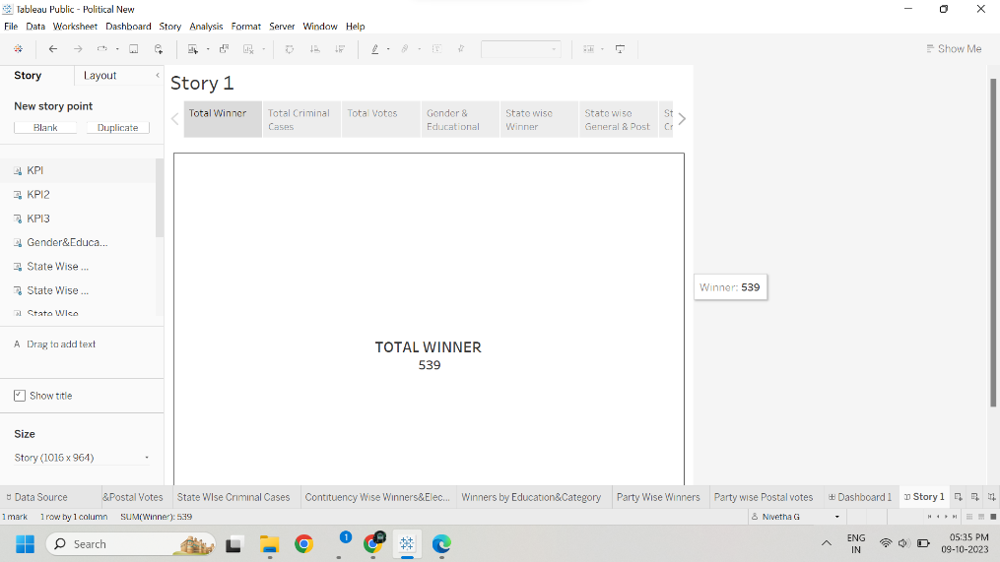 Tableau Public - Political New
File Data Worksheet Dashboard Story Analysis Format Server Window Help
Show Me
Story Layout
New story point
Blank Duplicate
KPI
KPI2
KPI3
Gender&Educa...
State Wise ...
State Wise ...
State WIse
A Drag to add text
Show title
Size
Story (1016 x 964)
Story 1
Total Winner
Total Criminal Cases
Total Votes
Gender & Educational
State wise Winner
State wise General & Post
St
Cr
TOTAL WINNER
539
Winner: 539
Data Source &Postal Votes State WIse Criminal Cases Contituency Wise Winners&Elec... Winners by Education&Category Party Wise Winners Party wise Postal votes Dashboard 1 Story 1
1 mark 1 row by 1 column SUM(Winner): 539 Nivetha G
Search
1
ENG
IN
05:35 PM
09-10-2023